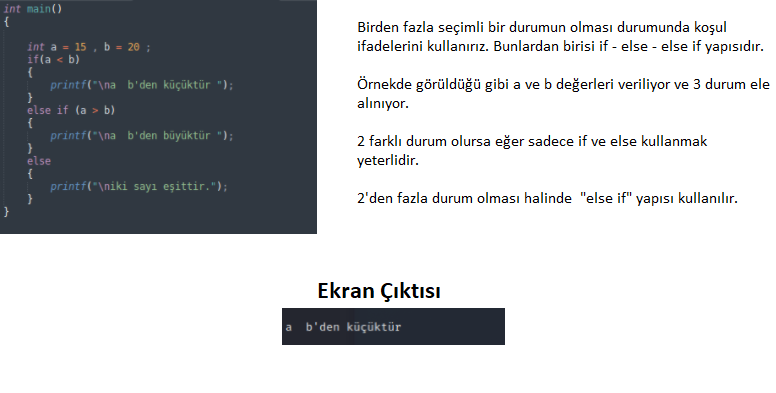 int main()
{
int a = 15 , b = 20 ;
if(a < b)
{
printf("\na  b'den küçüktür ");
}
else if (a > b)
{
printf("\na  b'den büyüktür ");
}
else
{
printf("\niki sayı eşittir.");
}
}
Birden fazla seçimli bir durumun olması durumunda koşul
ifadelerini kullanırız. Bunlardan birisi if - else - else if yapısıdır.
Örnekde görüldüğü gibi a ve b değerleri veriliyor ve 3 durum ele
alınıyor.
2 farklı durum olursa eğer sadece if ve else kullanmak
yeterlidir.
2'den fazla durum olması halinde  "else if" yapısı kullanılır.
Ekran Çıktısı
a  b'den küçüktür